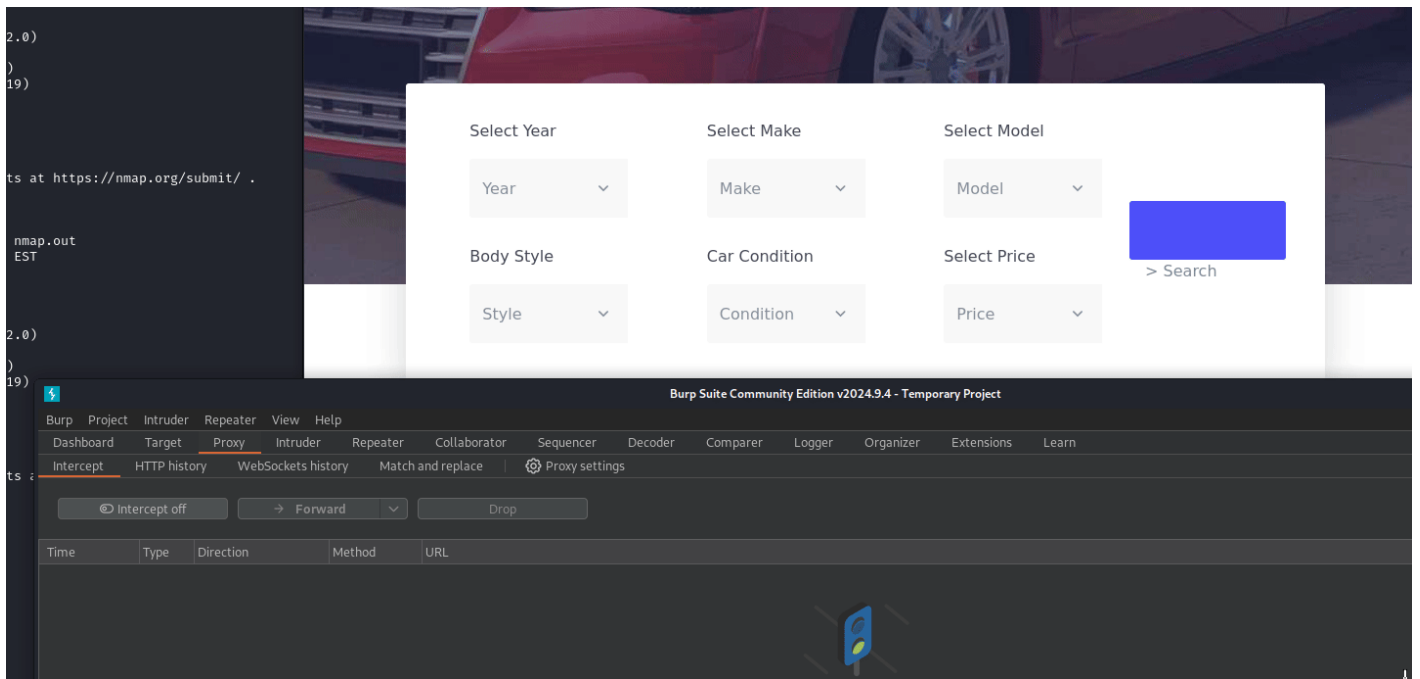 2.0)
)
19)
ts at https://nmap.org/submit/ .
nmap.out
EST
2.0)
)
19)
ts a
Select Year
Select Make
Select Model
Year
Make
Model
Body Style
Car Condition
Select Price
> Search
Style
Condition
Price
Burp Suite Community Edition v2024.9.4 - Temporary Project
Burp Project Intruder Repeater View Help
Dashboard Target Proxy Intruder Repeater Collaborator Sequencer Decoder Comparer Logger Organizer Extensions Learn
Intercept HTTP history WebSockets history Match and replace Proxy settings
Intercept off Forward Drop
Time Type Direction Method URL